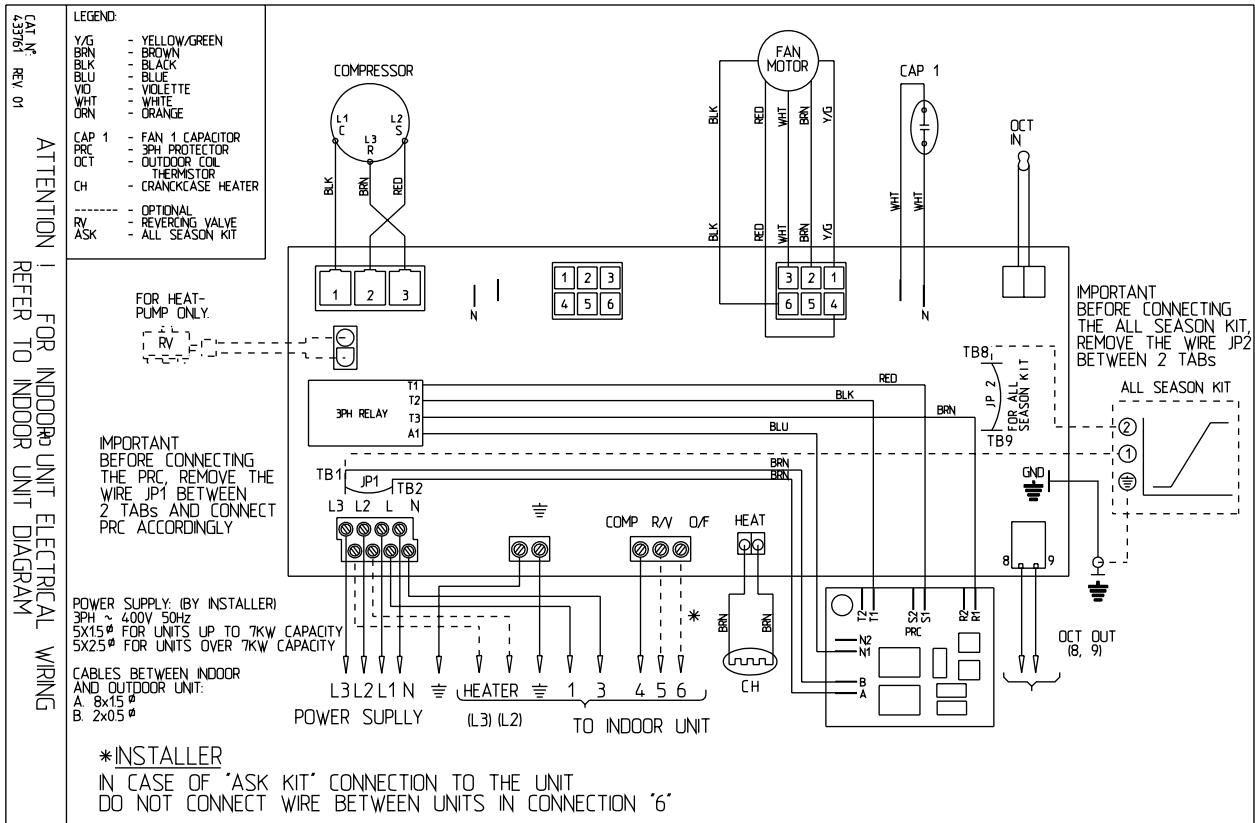 CAT N°: 433761 REV. 01
ATTENTION ! FOR INDOOR UNIT ELECTRICAL WIRING
REFER TO INDOOR UNIT DIAGRAM
LEGEND:
Y/G - YELLOW/GREEN
BRN - BROWN
BLK - BLACK
BLU - BLUE
VIO - VIOLETTE
WHT - WHITE
ORN - ORANGE
CAP 1 - FAN 1 CAPACITOR
PRC - 3PH PROTECTOR
OCT - OUTDOOR COIL
THERMISTOR
CH - CRANCKCASE HEATER
------- - OPTIONAL
RV - REVERCING VALVE
ASK - ALL SEASON KIT
COMPRESSOR
L1 L2
C S
L3
R
BLK BRN RED
FAN
MOTOR
BLK RED WHT BRN Y/G
BLK RED WHT BRN Y/G
CAP 1
WHT WHT
OCT
IN
1 2 3
N
1 2 3
4 5 6
3 2 1
6 5 4
N
FOR HEAT-
PUMP ONLY.
RV
IMPORTANT
BEFORE CONNECTING
THE ALL SEASON KIT,
REMOVE THE WIRE JP2
BETWEEN 2 TABs
TB8
JP 2
FOR ALL
SEASON KIT
TB9
ALL SEASON KIT
2
1
3PH RELAY
T1
T2
T3
A1
RED
BLK
BRN
BLU
BRN
BRN
IMPORTANT
BEFORE CONNECTING
THE PRC, REMOVE THE
WIRE JP1 BETWEEN
2 TABs AND CONNECT
PRC ACCORDINGLY
TB1 JP1 TB2
L3 L2 L N
COMP R/V O/F
HEAT
GND
8 9
OCT OUT
(8, 9)
BRN BRN
CH
*
T2 T1 S2 S1 R2 R1
PRC
N2
N1
B
A
POWER SUPPLY: (BY INSTALLER)
3PH ~ 400V 50Hz
5X1.5 FOR UNITS UP TO 7KW CAPACITY
5X2.5 FOR UNITS OVER 7KW CAPACITY
CABLES BETWEEN INDOOR
AND OUTDOOR UNIT:
A. 8x1.5
B. 2x0.5
L3 L2 L1 N HEATER 1 3 4 5 6
POWER SUPLLY (L3) (L2) TO INDOOR UNIT
*INSTALLER
IN CASE OF "ASK KIT" CONNECTION TO THE UNIT
DO NOT CONNECT WIRE BETWEEN UNITS IN CONNECTION "6"